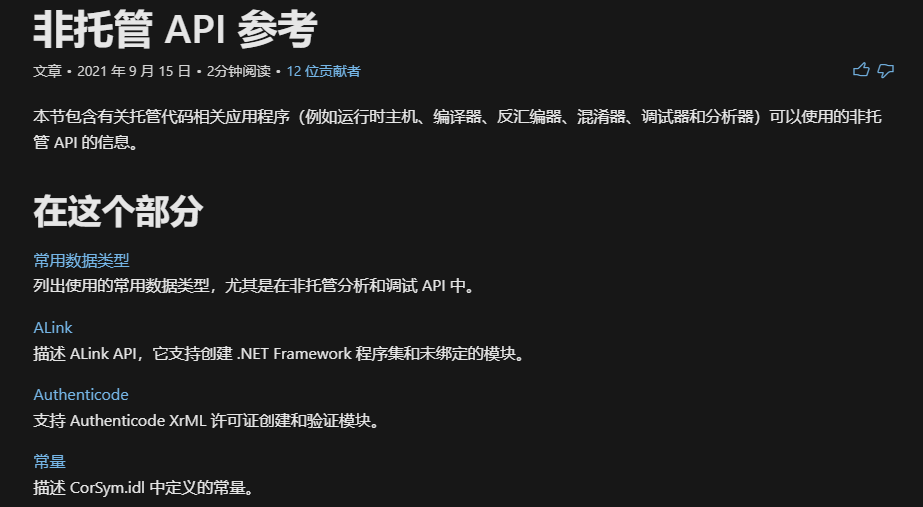 非托管 API 参考
文章 • 2021 年 9 月 15 日 • 2分钟阅读 • 12 位贡献者
本节包含有关托管代码相关应用程序（例如运行时主机、编译器、反汇编器、混淆器、调试器和分析器）可以使用的非托
管 API 的信息。
在这个部分
常用数据类型
列出使用的常用数据类型，尤其是在非托管分析和调试 API 中。
ALink
描述 ALink API，它支持创建 .NET Framework 程序集和未绑定的模块。
Authenticode
支持 Authenticode XrML 许可证创建和验证模块。
常量
描述 CorSym.idl 中定义的常量。